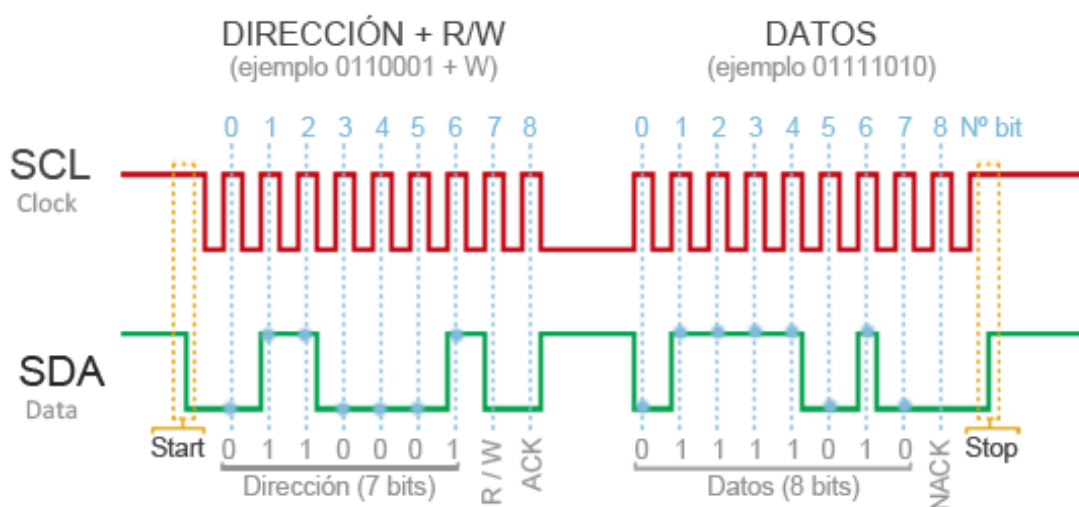 DIRECCIÓN + R/W
(ejemplo 0110001 + W)
DATOS
(ejemplo 01111010)
0 1 2 3 4 5 6 7 8
0 1 2 3 4 5 6 7 8 Nº bit
SCL
Clock
SDA
Data
Start
0 1 1 0 0 0 1
R / W
ACK
Dirección (7 bits)
0 1 1 1 1 0 1 0
NACK
Datos (8 bits)
Stop